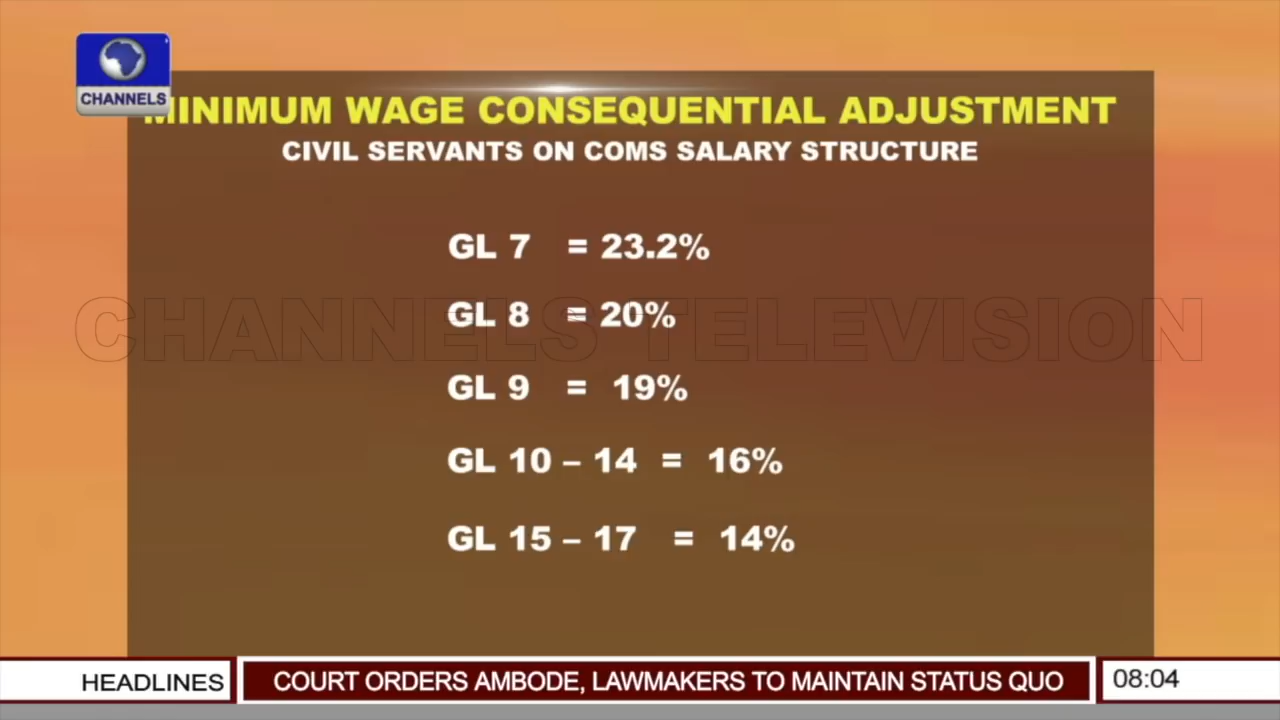 CHANNELS
MINIMUM WAGE CONSEQUENTIAL ADJUSTMENT
CIVIL SERVANTS ON COMS SALARY STRUCTURE
GL 7 = 23.2%
GL 8 = 20%
CHANNELS TELEVISION
GL 9 = 19%
GL 10 – 14 = 16%
GL 15 – 17 = 14%
HEADLINES
COURT ORDERS AMBODE, LAWMAKERS TO MAINTAIN STATUS QUO
08:04